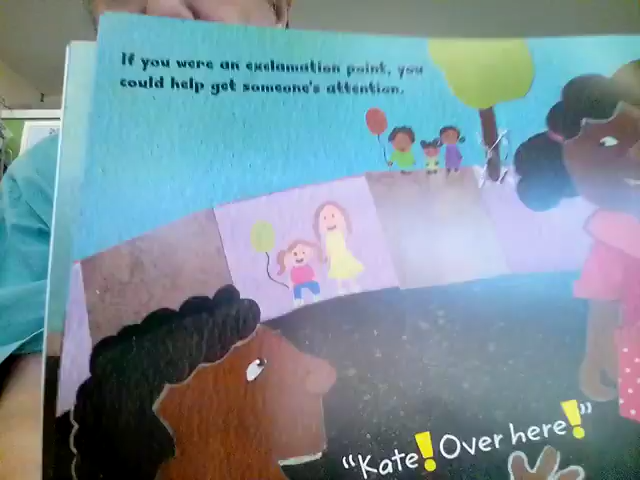 If you were an exclamation point, you
could help get someone's attention.
"Kate! Over here!"